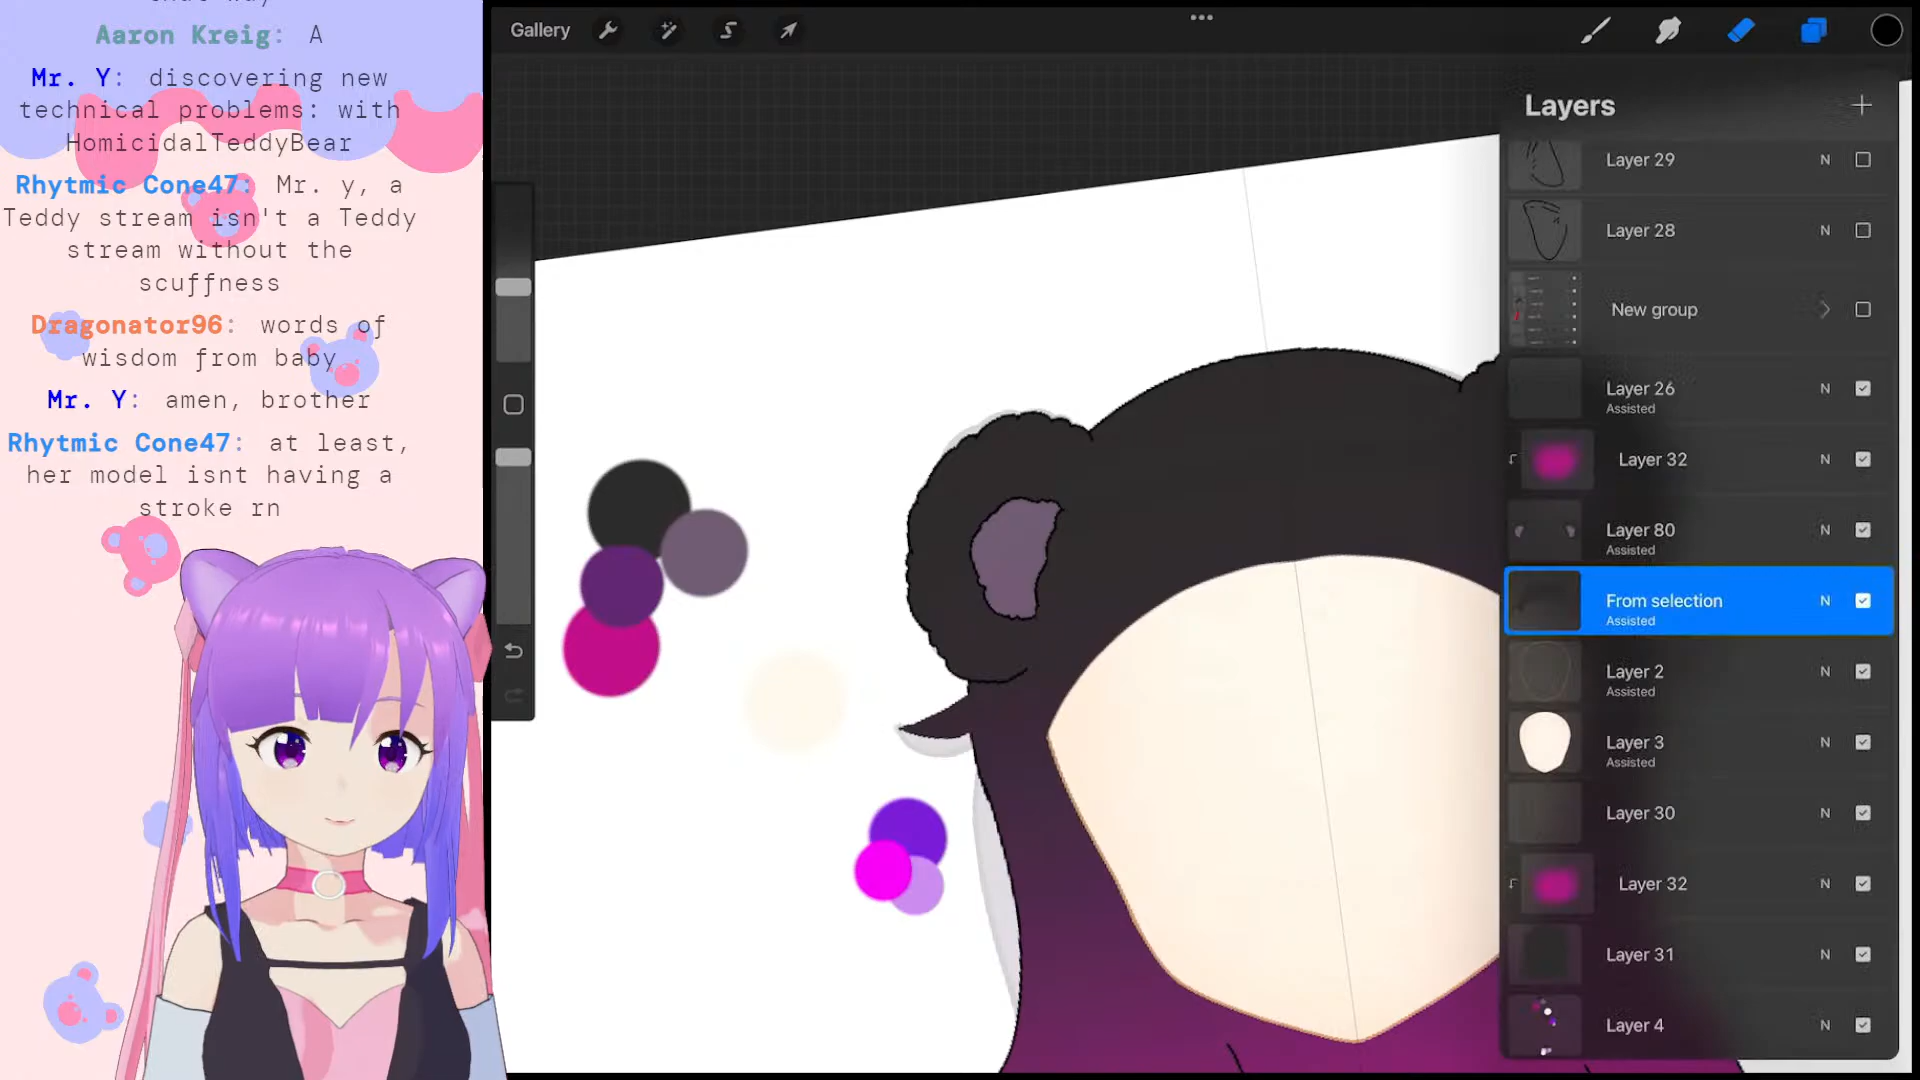 Aaron Kreig: A
Mr. Y: discovering new
technical problems: with
HomicidalTeddyBear
Rhytmic Cone47: Mr. y, a
Teddy stream isn't a Teddy
stream without the
scuffness
Dragonator96: words of
wisdom from baby
Mr. Y: amen, brother
Rhytmic Cone47: at least,
her model isnt having a
stroke rn
Gallery
Layers
Layer 29 N
Layer 28 N
New group
Layer 26 N
Assisted
Layer 32 N
Layer 80 N
Assisted
From selection N
Assisted
Layer 2 N
Assisted
Layer 3 N
Assisted
Layer 30 N
Layer 32 N
Layer 31 N
Layer 4 N